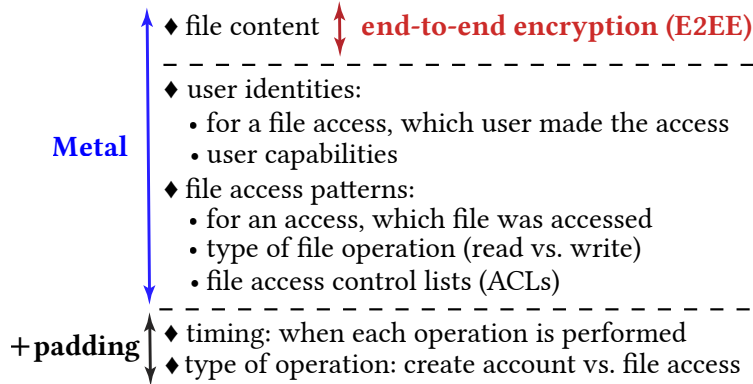 ♦ file content end-to-end encryption (E2EE)
♦ user identities:
• for a file access, which user made the access
Metal
• user capabilities
♦ file access patterns:
• for an access, which file was accessed
• type of file operation (read vs. write)
• file access control lists (ACLs)
+padding
♦ timing: when each operation is performed
♦ type of operation: create account vs. file access